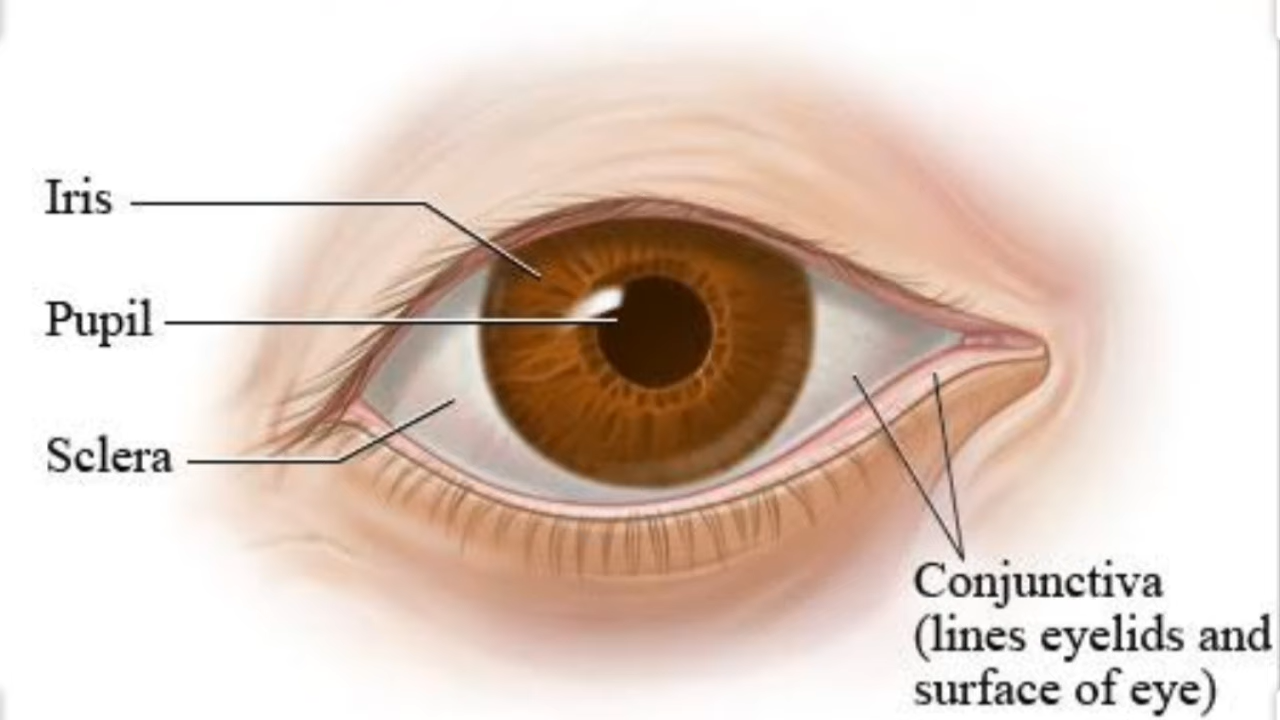 Iris
Pupil
Sclera
Conjunctiva
(lines eyelids and
surface of eye)